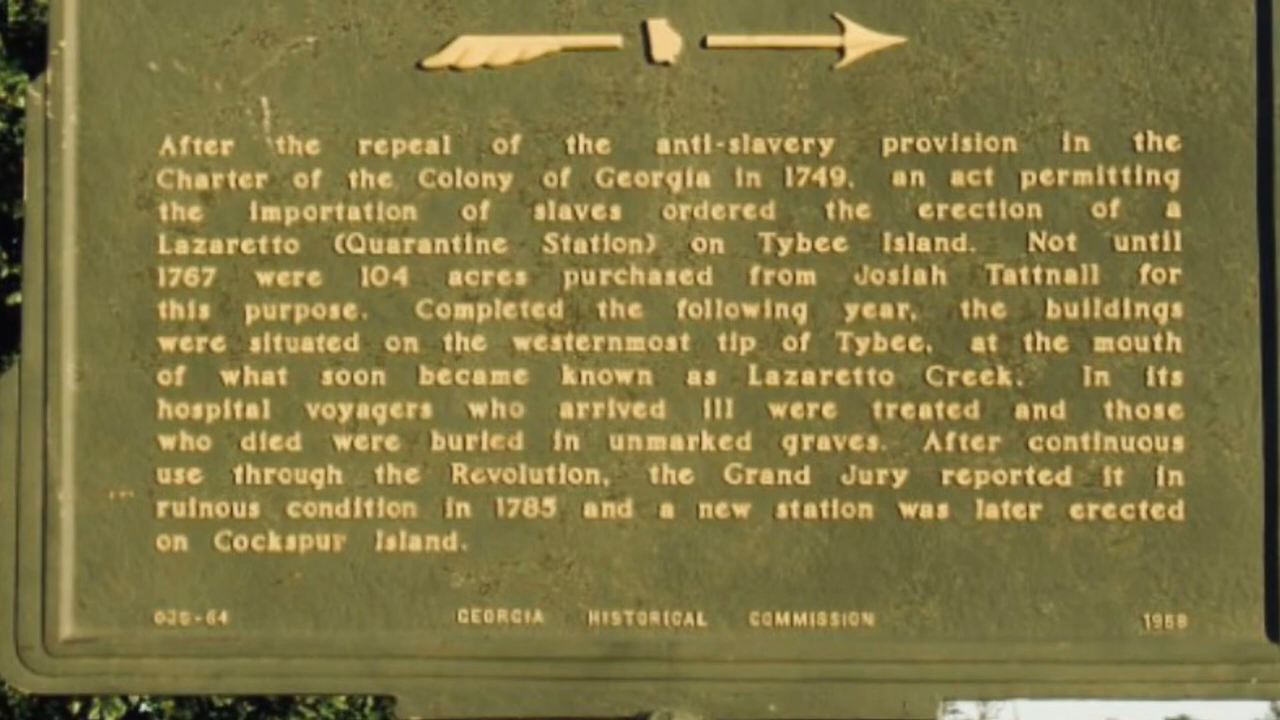 After the repeal of the anti-slavery provision in the
Charter of the Colony of Georgia in 1749, an act permitting
the importation of slaves ordered the erection of a
Lazaretto (Quarantine Station) on Tybee Island. Not until
1767 were 104 acres purchased from Josiah Tattnall for
this purpose. Completed the following year, the buildings
were situated on the westernmost tip of Tybee, at the mouth
of what soon became known as Lazaretto Creek. In its
hospital voyagers who arrived ill were treated and those
who died were buried in unmarked graves. After continuous
use through the Revolution, the Grand Jury reported it in
ruinous condition in 1785 and a new station was later erected
on Cockspur Island.
GEORGIA HISTORICAL COMMISSION 1958